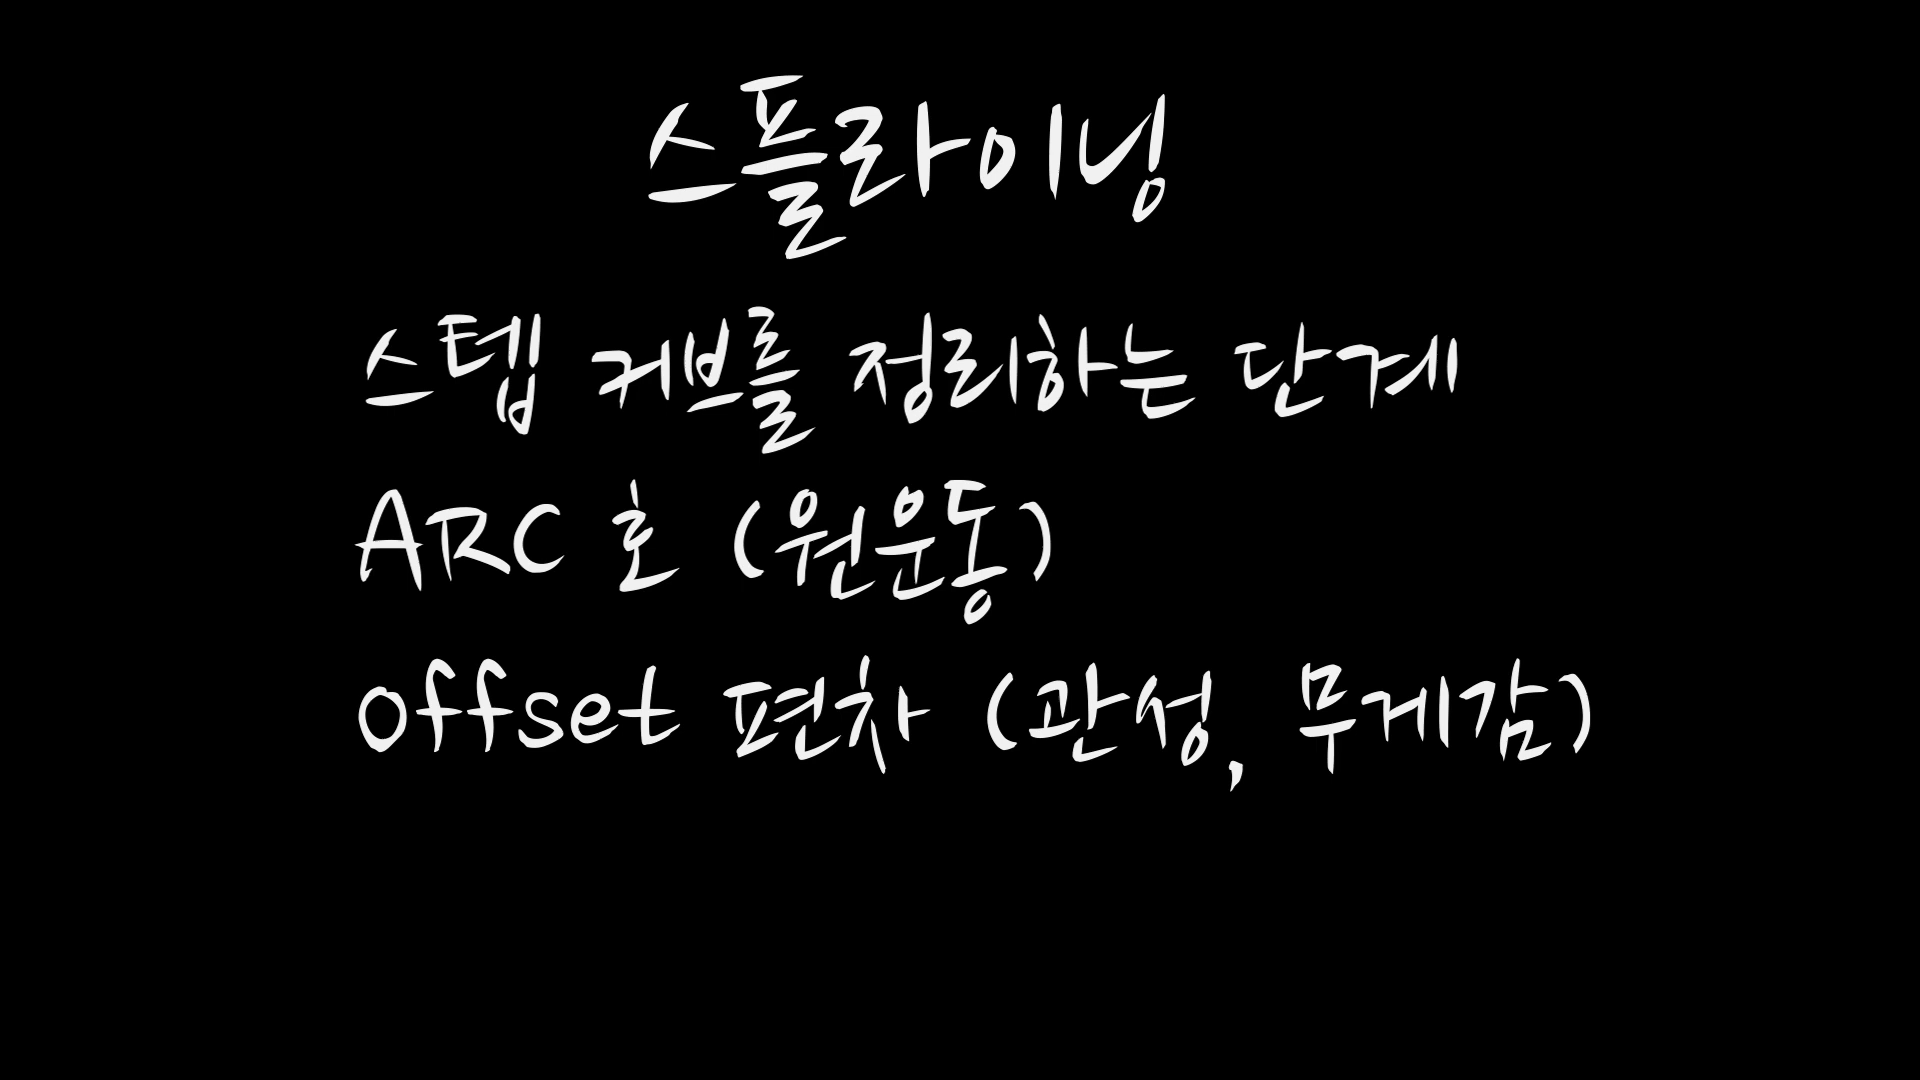 스플라이닝
스텝 커브를 정리하는 단계
ARC 호 (원운동)
offset 편차 (관성, 무게감)